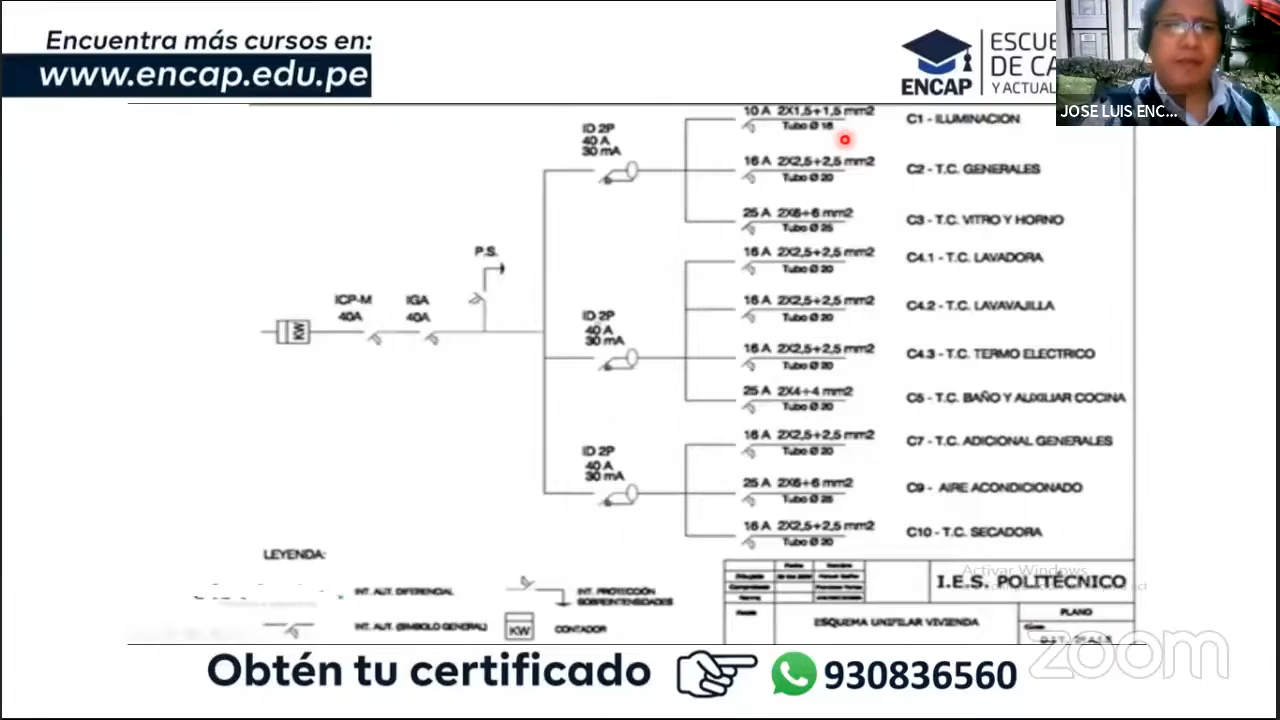 Encuentra más cursos en:
www.encap.edu.pe
ENCAP
ESCUE
DE CA
Y ACTUAL
JOSE LUIS ENC...
10 A 2X1,5+1,5 mm2
Tubo Ø 16
C1 - ILUMINACION
ID 2P
40 A
30 mA
16 A 2X2,5+2,5 mm2
Tubo Ø 20
C2 - T.C. GENERALES
25 A 2X6+6 mm2
Tubo Ø 25
C3 - T.C. VITRO Y HORNO
P.S.
16 A 2X2,5+2,5 mm2
Tubo Ø 20
C4.1 - T.C. LAVADORA
ICP-M
40A
IGA
40A
16 A 2X2,5+2,5 mm2
Tubo Ø 20
C4.2 - T.C. LAVAVAJILLA
KW
ID 2P
40 A
30 mA
16 A 2X2,5+2,5 mm2
Tubo Ø 20
C4.3 - T.C. TERMO ELECTRICO
25 A 2X4+4 mm2
Tubo Ø 20
C5 - T.C. BAÑO Y AUXILIAR COCINA
16 A 2X2,5+2,5 mm2
Tubo Ø 20
C7 - T.C. ADICIONAL GENERALES
ID 2P
40 A
30 mA
25 A 2X6+6 mm2
Tubo Ø 25
C9 - AIRE ACONDICIONADO
16 A 2X2,5+2,5 mm2
Tubo Ø 20
C10 - T.C. SECADORA
LEYENDA:
INT. AUT. DIFERENCIAL
INT. PROTECCIÓN
SOBREINTENSIDADES
INT. AUT. (SIMBOLO GENERAL)
KW
CONTADOR
Activar Windows
I.E.S. POLITÉCNICO
ESQUEMA UNIFILAR VIVIENDA
PLANO
zoom
Obtén tu certificado
930836560